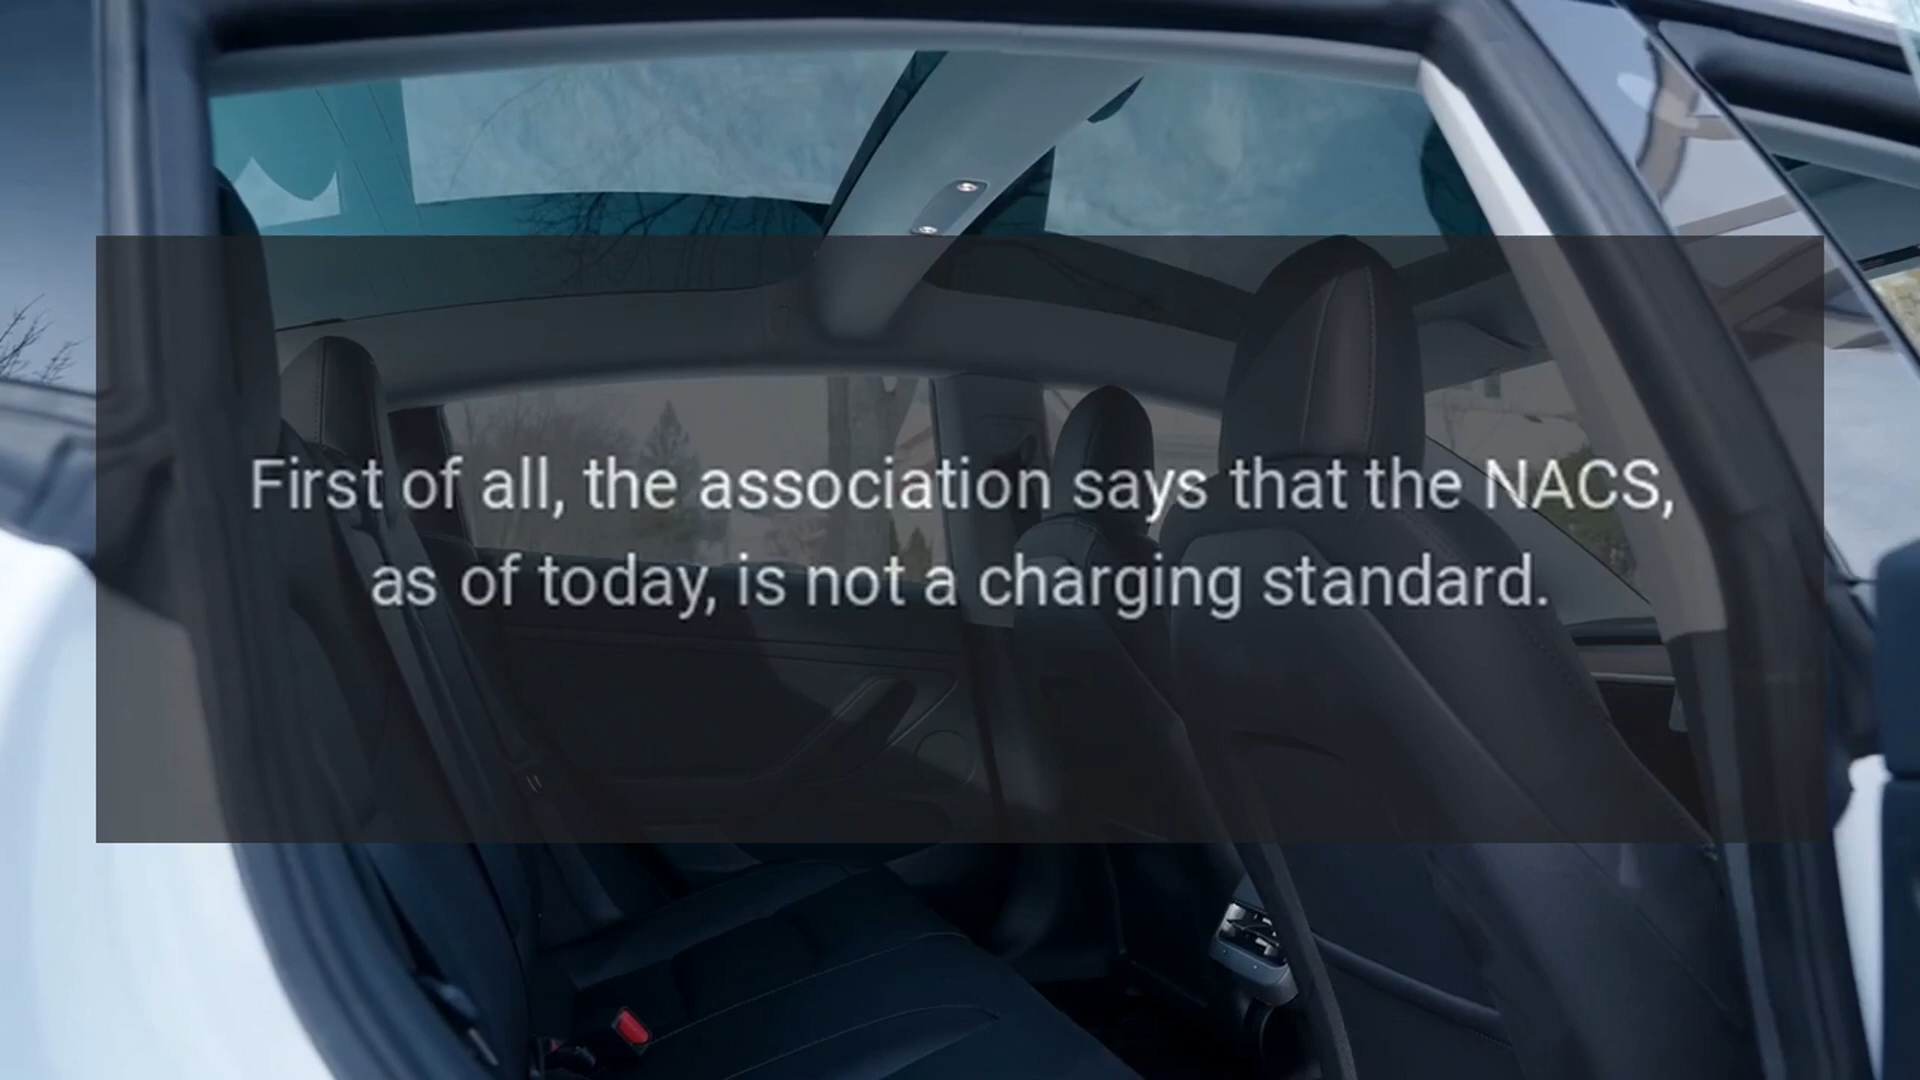 First of all, the association says that the NACS,
as of today, is not a charging standard.